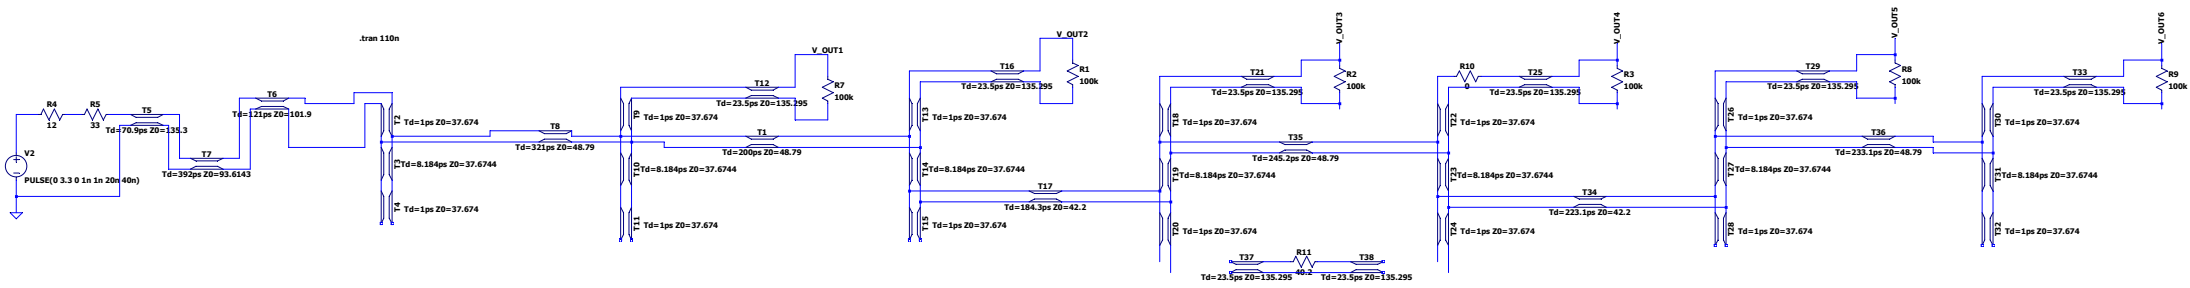 .tran 110n
V2
PULSE(0 3.3 0 1n 1n 20n 40n)
R4
12
R5
33
T5
Td=70.9ps Z0=135.3
T7
Td=392ps Z0=93.6143
T6
Td=121ps Z0=101.9
T2
Td=1ps Z0=37.674
T3
Td=8.184ps Z0=37.6744
T4
Td=1ps Z0=37.674
T8
Td=321ps Z0=48.79
T9
Td=1ps Z0=37.674
T10
Td=8.184ps Z0=37.6744
T11
Td=1ps Z0=37.674
T12
Td=23.5ps Z0=135.295
V_OUT1
R7
100k
T1
Td=200ps Z0=48.79
T13
Td=1ps Z0=37.674
T14
Td=8.184ps Z0=37.6744
T15
Td=1ps Z0=37.674
T16
Td=23.5ps Z0=135.295
V_OUT2
R1
100k
T17
Td=184.3ps Z0=42.2
T18
Td=1ps Z0=37.674
T19
Td=8.184ps Z0=37.6744
T20
Td=1ps Z0=37.674
T21
Td=23.5ps Z0=135.295
V_OUT3
R2
100k
T35
Td=245.2ps Z0=48.79
T37
Td=23.5ps Z0=135.295
R11
40.2
T38
Td=23.5ps Z0=135.295
T22
Td=1ps Z0=37.674
T23
Td=8.184ps Z0=37.6744
T24
Td=1ps Z0=37.674
R10
0
T25
Td=23.5ps Z0=135.295
V_OUT4
R3
100k
T34
Td=223.1ps Z0=42.2
T26
Td=1ps Z0=37.674
T27
Td=8.184ps Z0=37.6744
T28
Td=1ps Z0=37.674
T29
Td=23.5ps Z0=135.295
V_OUT5
R8
100k
T36
Td=233.1ps Z0=48.79
T30
Td=1ps Z0=37.674
T31
Td=8.184ps Z0=37.6744
T32
Td=1ps Z0=37.674
T33
Td=23.5ps Z0=135.295
V_OUT6
R9
100k